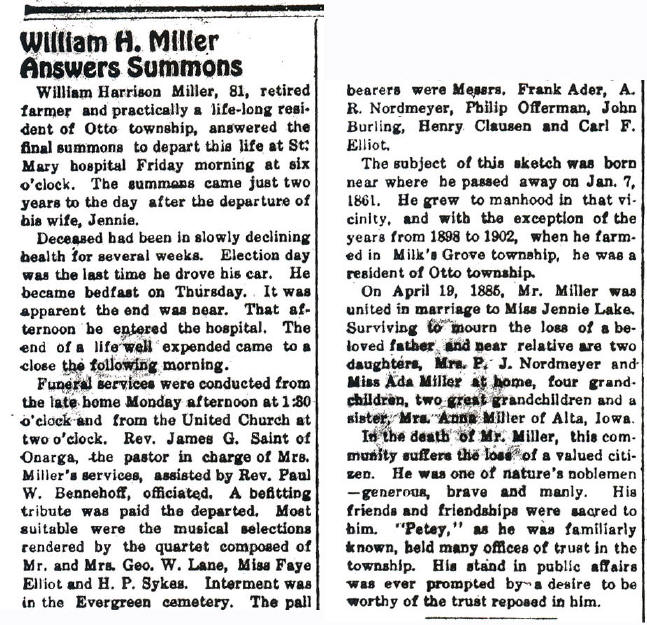 William H. Miller
Answers Summons
William Harrison Miller, 81, retired
farmer and practically a life-long resi-
dent of Otto township, answered the
final summons to depart this life at St.
Mary hospital Friday morning at six
o'clock. The summons came just two
years to the day after the departure of
his wife, Jennie.
Deceased had been in slowly declining
health for several weeks. Election day
was the last time he drove his car. He
became bedfast on Thursday. It was
apparent the end was near. That af-
ternoon he entered the hospital. The
end of a life well expended came to a
close the following morning.
Funeral services were conducted from
the late home Monday afternoon at 1:30
o'clock and from the United Church at
two o'clock. Rev. James G. Saint of
Onarga, the pastor in charge of Mrs.
Miller's services, assisted by Rev. Paul
W. Bennehoff, officiated. A befitting
tribute was paid the departed. Most
suitable were the musical selections
rendered by the quartet composed of
Mr. and Mrs. Geo. W. Lane, Miss Faye
Elliot and H. P. Sykes. Interment was
in the Evergreen cemetery. The pall
bearers were Messrs. Frank Ader, A.
R. Nordmeyer, Philip Offerman, John
Burling, Henry Clausen and Carl F.
Elliot.
The subject of this sketch was born
near where he passed away on Jan. 7,
1861. He grew to manhood in that vi-
cinity, and with the exception of the
years from 1898 to 1902, when he farm-
ed in Milk's Grove township, he was a
resident of Otto township.
On April 19, 1885, Mr. Miller was
united in marriage to Miss Jennie Lake.
Surviving to mourn the loss of a be-
loved father and near relative are two
daughters, Mrs. P. J. Nordmeyer and
Miss Ada Miller at home, four grand-
children, two great grandchildren and a
sister, Mrs. Anna Miller of Alta, Iowa.
In the death of Mr. Miller, this com-
munity suffers the loss of a valued citi-
zen. He was one of nature's noblemen
—generous, brave and manly. His
friends and friendships were sacred to
him. "Petey," as he was familiarly
known, held many offices of trust in the
township. His stand in public affairs
was ever prompted by a desire to be
worthy of the trust reposed in him.